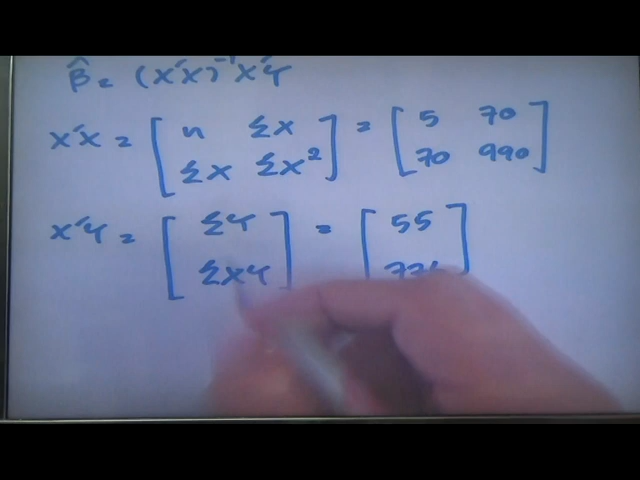 β̂ = (X'X)⁻¹X'Y
X'X = [ n Σx ; Σx Σx² ] = [ 5 70 ; 70 990 ]
X'Y = [ ΣY ; ΣXY ] = [ 55 ; ]